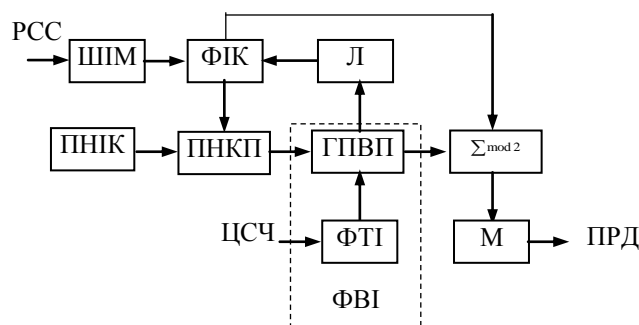 РСС
ШІМ
ФІК
Л
ПНІК
ПНКП
ГПВП
∑mod 2
ЦСЧ
ФТІ
М
ПРД
ФВІ